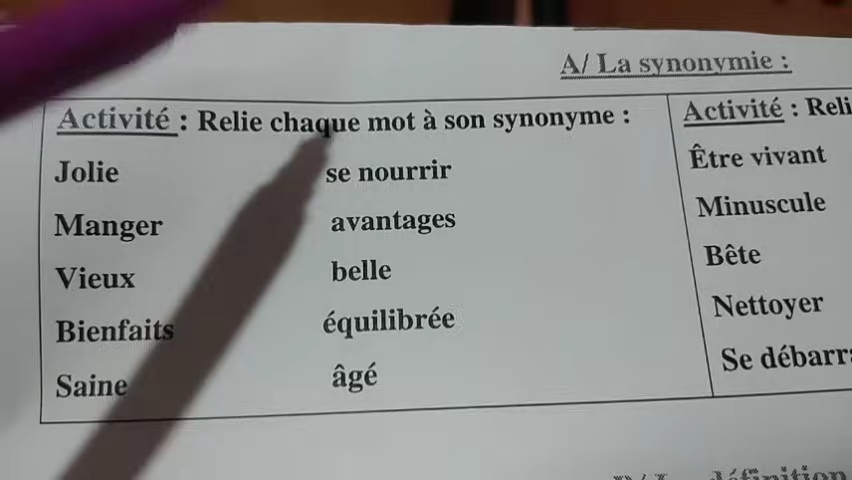 A/ La synonymie :
Activité : Relie chaque mot à son synonyme :
Jolie se nourrir
Manger avantages
Vieux belle
Bienfaits équilibrée
Saine âgé
Activité : Reli
Être vivant
Minuscule
Bête
Nettoyer
Se débarr
définition